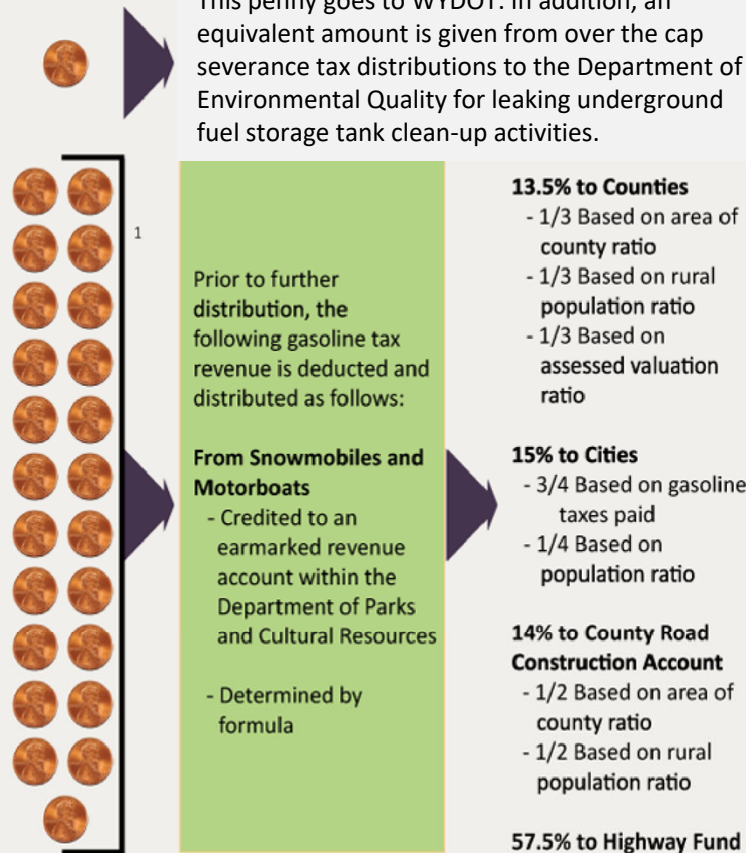 This penny goes to WYDOT. In addition, an
equivalent amount is given from over the cap
severance tax distributions to the Department of
Environmental Quality for leaking underground
fuel storage tank clean-up activities.
1
Prior to further
distribution, the
following gasoline tax
revenue is deducted and
distributed as follows:
From Snowmobiles and
Motorboats
- Credited to an
earmarked revenue
account within the
Department of Parks
and Cultural Resources
- Determined by
formula
13.5% to Counties
- 1/3 Based on area of
county ratio
- 1/3 Based on rural
population ratio
- 1/3 Based on
assessed valuation
ratio
15% to Cities
- 3/4 Based on gasoline
taxes paid
- 1/4 Based on
population ratio
14% to County Road
Construction Account
- 1/2 Based on area of
county ratio
- 1/2 Based on rural
population ratio
57.5% to Highway Fund